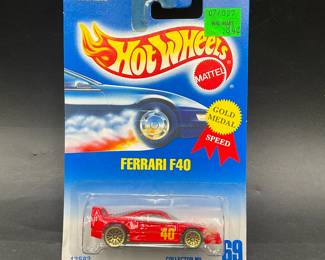 HOT WHEELS
MATTEL
GOLD
MEDAL
SPEED
FERRARI F40
40
COLLECTOR NO.
69